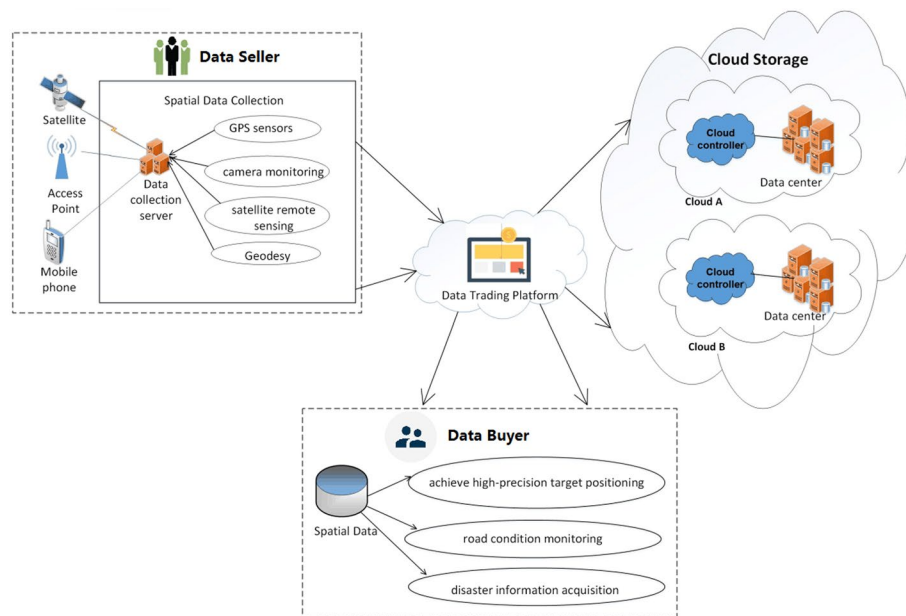 Data Seller
Spatial Data Collection
Satellite
GPS sensors
camera monitoring
satellite remote
sensing
Geodesy
Data
collection
server
Access
Point
Mobile
phone
Data Trading Platform
Cloud Storage
Cloud
controller
Data center
Cloud A
Cloud
controller
Data center
Cloud B
Data Buyer
Spatial Data
achieve high-precision target positioning
road condition monitoring
disaster information acquisition